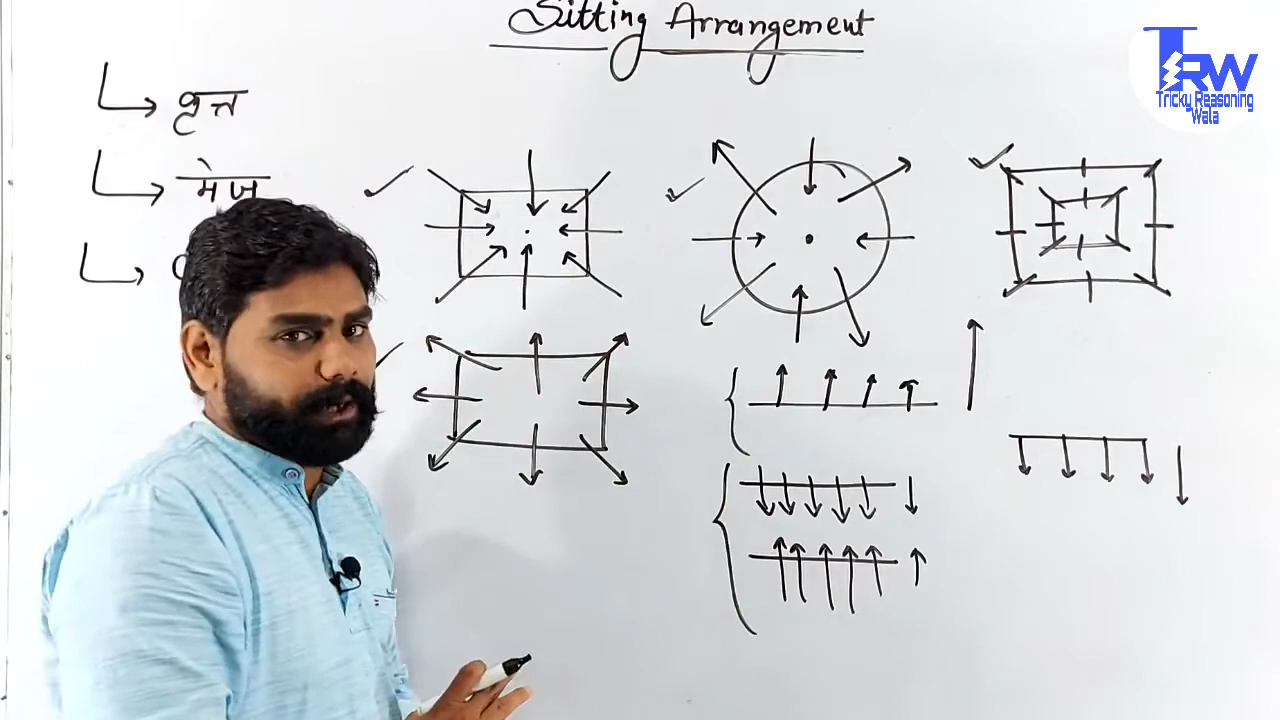 Sitting Arrangement
वृत्त
मेज
TRW
Tricky Reasoning
Wala